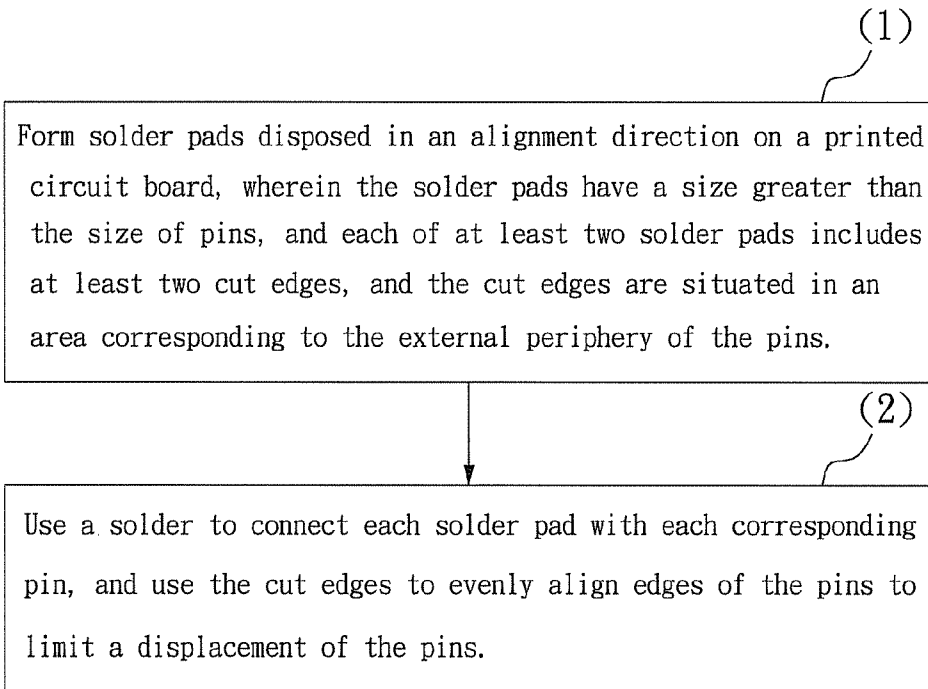 (1)
Form solder pads disposed in an alignment direction on a printed
circuit board, wherein the solder pads have a size greater than
the size of pins, and each of at least two solder pads includes
at least two cut edges, and the cut edges are situated in an
area corresponding to the external periphery of the pins.
(2)
Use a solder to connect each solder pad with each corresponding
pin, and use the cut edges to evenly align edges of the pins to
limit a displacement of the pins.